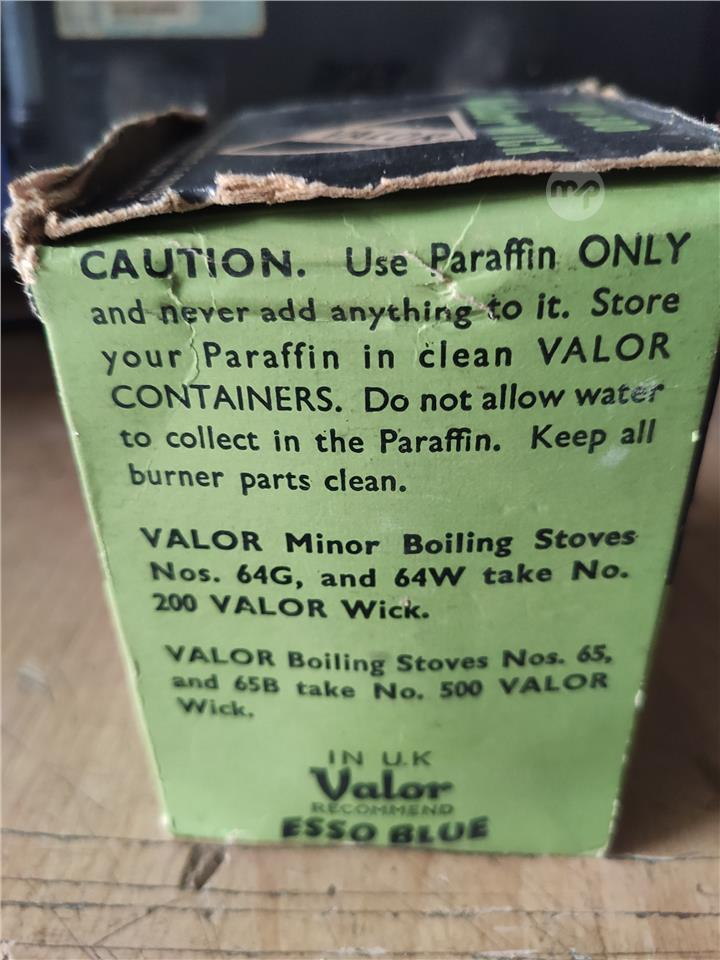 VALOR
CAUTION. Use Paraffin ONLY
and never add anything to it. Store
your Paraffin in clean VALOR
CONTAINERS. Do not allow water
to collect in the Paraffin. Keep all
burner parts clean.
VALOR Minor Boiling Stoves
Nos. 64G, and 64W take No.
200 VALOR Wick.
VALOR Boiling Stoves Nos. 65,
and 65B take No. 500 VALOR
Wick.
IN U.K
Valor
RECOMMEND
ESSO BLUE